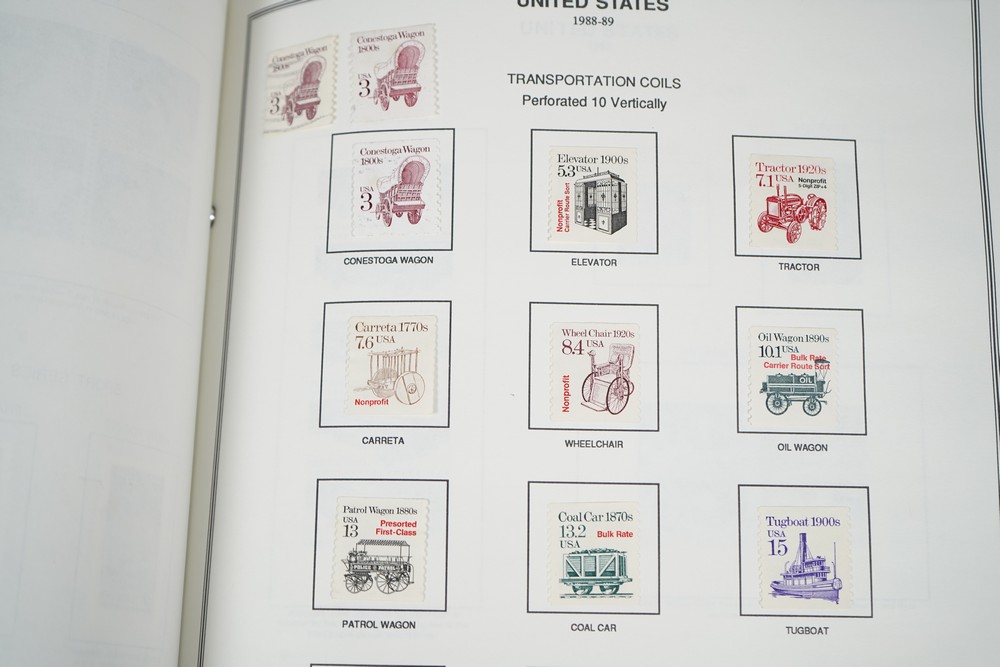 UNITED STATES
1988-89
TRANSPORTATION COILS
Perforated 10 Vertically
Conestoga Wagon
1800s
USA
3
Conestoga Wagon
1800s
USA
3
Conestoga Wagon
1800s
USA
3
CONESTOGA WAGON
Elevator 1900s
5.3 USA
Nonprofit
Carrier Route Sort
ELEVATOR
Tractor 1920s
7.1 USA
Nonprofit
5-Digit ZIP+4
TRACTOR
Carreta 1770s
7.6 USA
Nonprofit
CARRETA
Wheel Chair 1920s
8.4 USA
Nonprofit
WHEELCHAIR
Oil Wagon 1890s
10.1 USA
Bulk Rate
Carrier Route Sort
OIL
OIL WAGON
Patrol Wagon 1880s
USA
13
Presorted
First-Class
POLICE PATROL
PATROL WAGON
Coal Car 1870s
13.2
USA
Bulk Rate
COAL CAR
Tugboat 1900s
USA
15
TUGBOAT